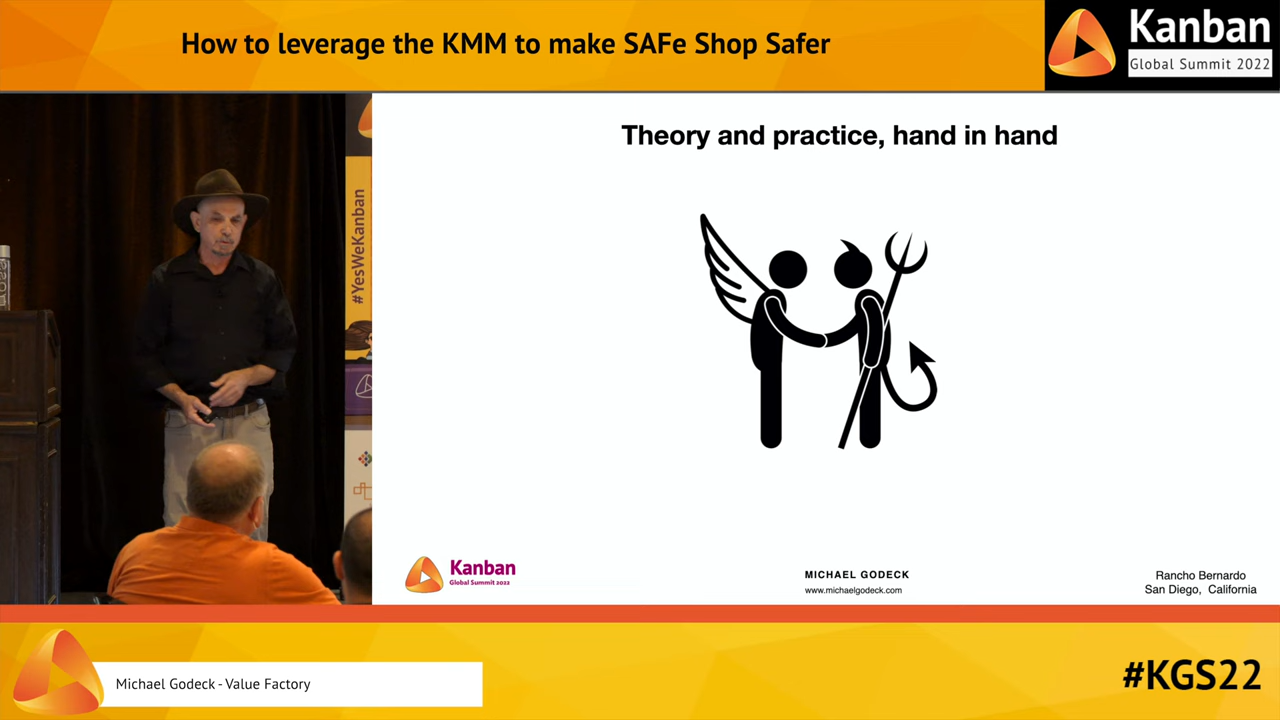 How to leverage the KMM to make SAFe Shop Safer
Kanban
Global Summit 2022
#YesWeKanban
Theory and practice, hand in hand
Kanban
Global Summit 2022
MICHAEL GODECK
www.michaelgodeck.com
Rancho Bernardo
San Diego, California
Michael Godeck - Value Factory
#KGS22